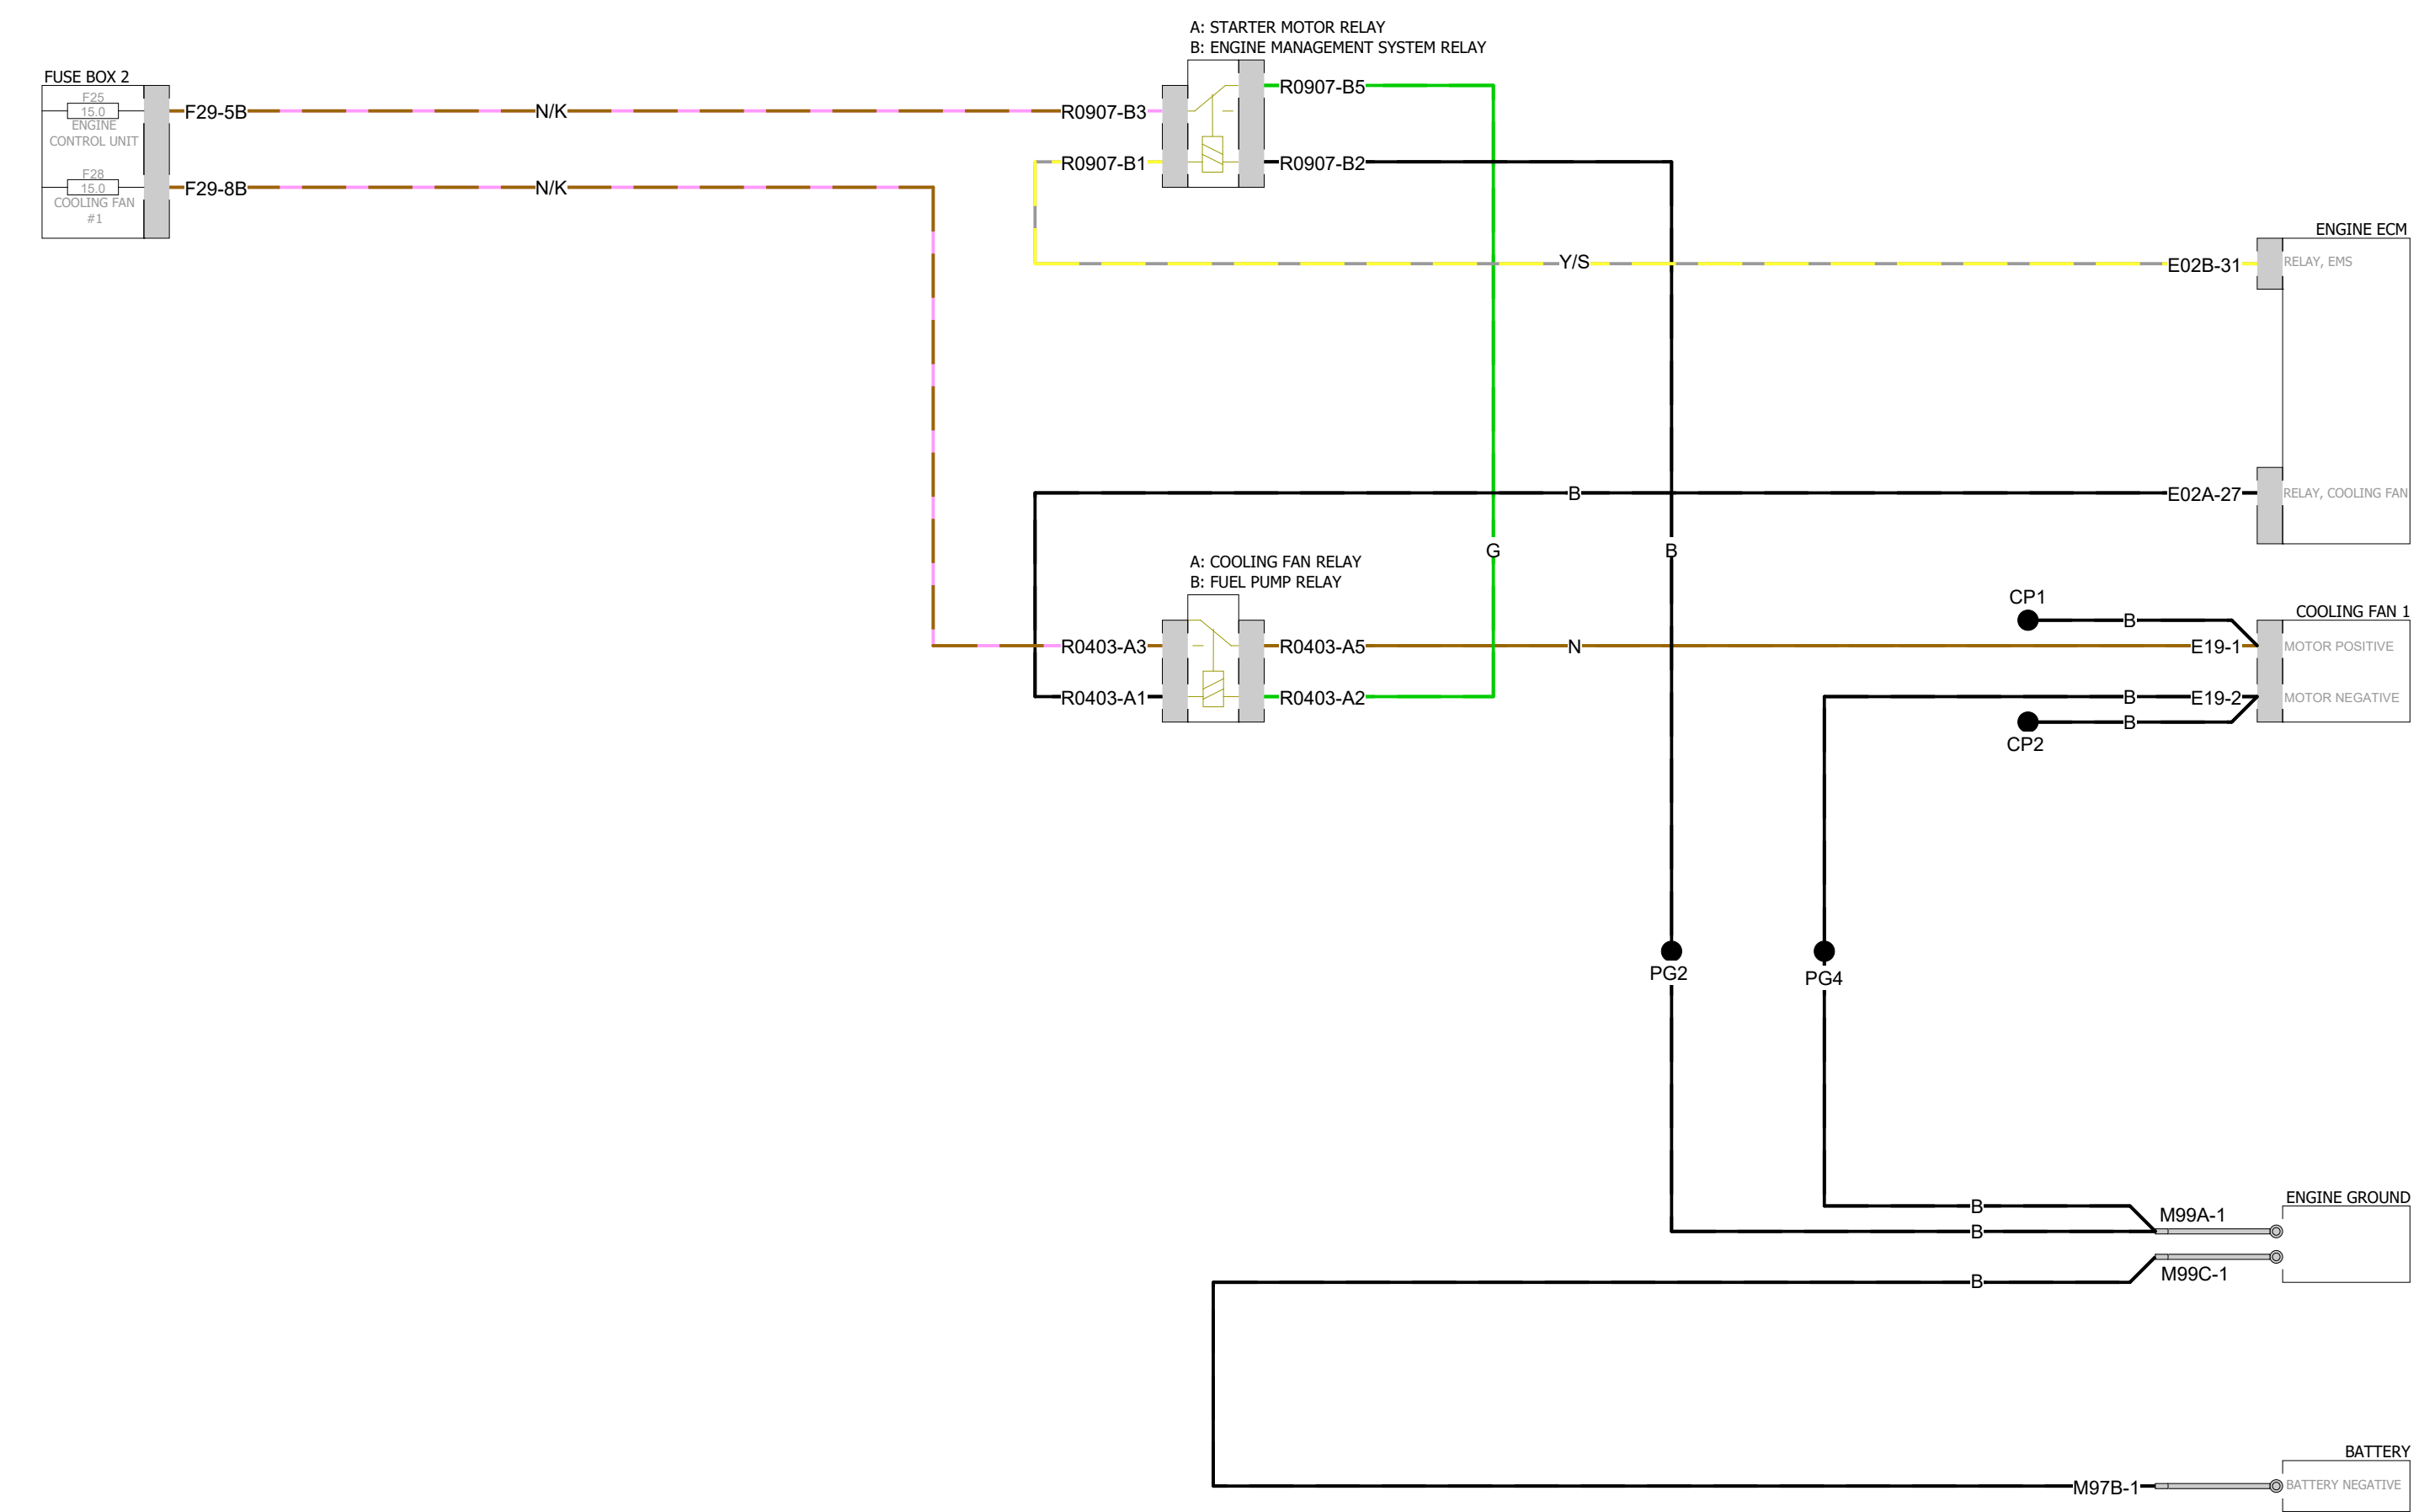 A: STARTER MOTOR RELAY
B: ENGINE MANAGEMENT SYSTEM RELAY
FUSE BOX 2
F25
15.0
ENGINE
CONTROL UNIT
F28
15.0
COOLING FAN
#1
F29-5B
N/K
F29-8B
N/K
R0907-B3
R0907-B1
R0907-B5
R0907-B2
ENGINE ECM
Y/S
E02B-31
RELAY, EMS
B
E02A-27
RELAY, COOLING FAN
G
B
A: COOLING FAN RELAY
B: FUEL PUMP RELAY
R0403-A3
R0403-A1
R0403-A5
R0403-A2
N
CP1
B
COOLING FAN 1
E19-1
MOTOR POSITIVE
B
E19-2
MOTOR NEGATIVE
B
CP2
PG2
PG4
ENGINE GROUND
B
M99A-1
B
B
M99C-1
BATTERY
M97B-1
BATTERY NEGATIVE